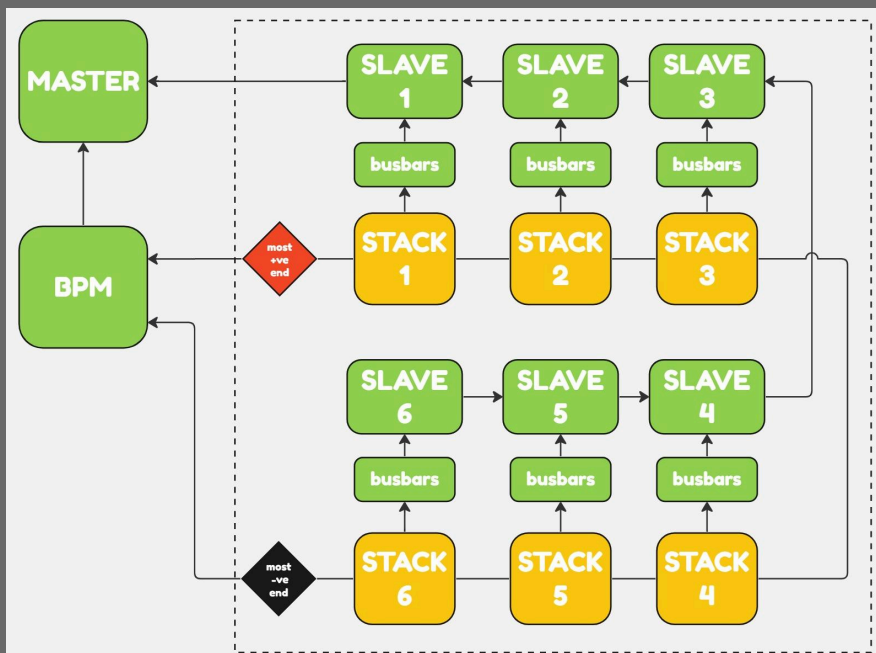 MASTER
SLAVE
1
SLAVE
2
SLAVE
3
busbars
busbars
busbars
BPM
most
+ve
end
STACK
1
STACK
2
STACK
3
SLAVE
6
SLAVE
5
SLAVE
4
busbars
busbars
busbars
most
-ve
end
STACK
6
STACK
5
STACK
4